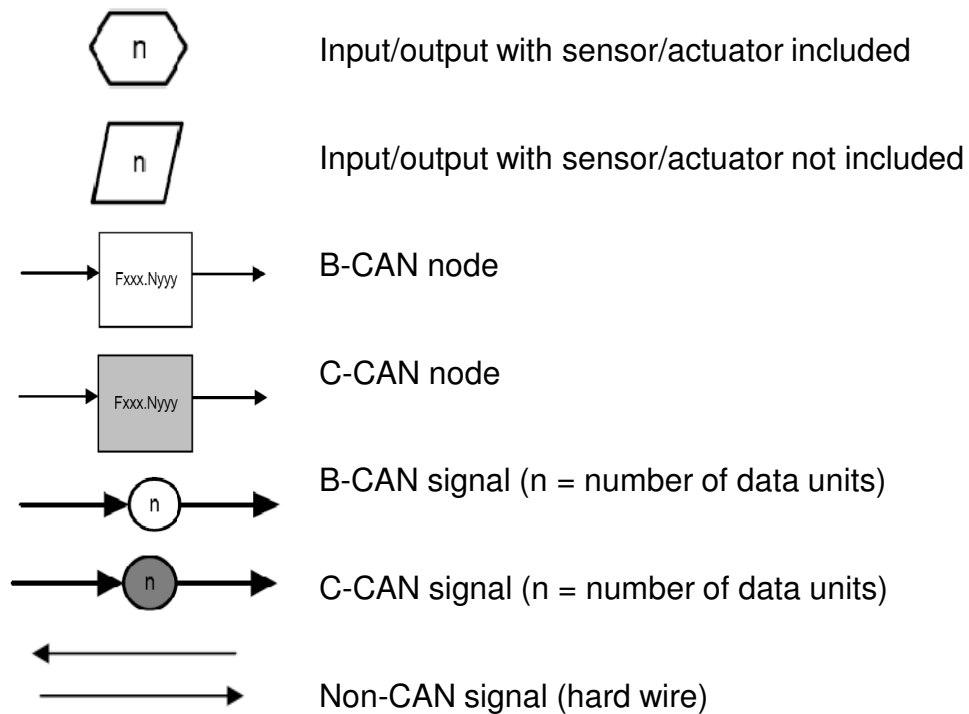 n
Input/output with sensor/actuator included
n
Input/output with sensor/actuator not included
Fxxx.Nyyy
B-CAN node
Fxxx.Nyyy
C-CAN node
n
B-CAN signal (n = number of data units)
n
C-CAN signal (n = number of data units)
Non-CAN signal (hard wire)